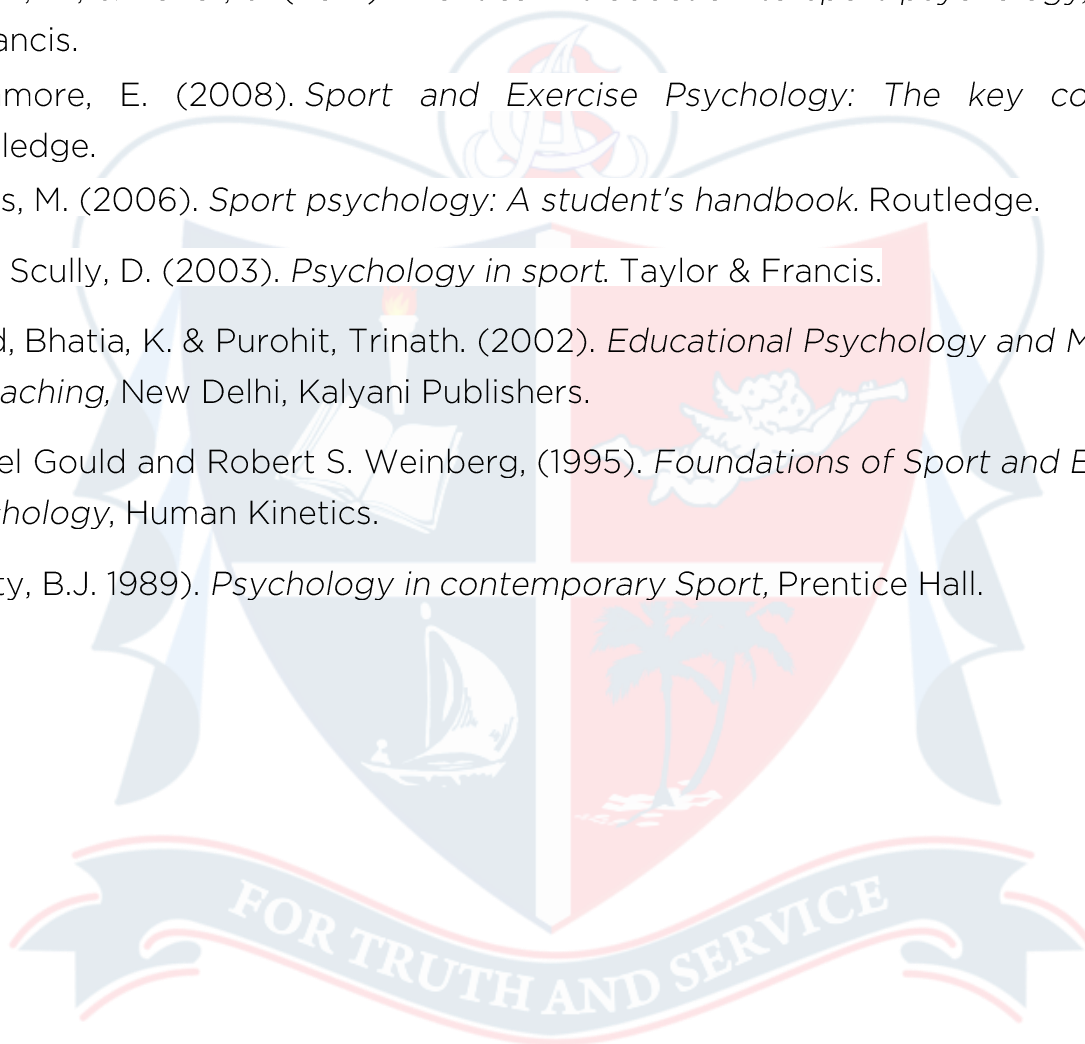 ancis.
more, E. (2008). Sport and Exercise Psychology: The key co
ledge.
s, M. (2006). Sport psychology: A student's handbook. Routledge.
Scully, D. (2003). Psychology in sport. Taylor & Francis.
d, Bhatia, K. & Purohit, Trinath. (2002). Educational Psychology and M
aching, New Delhi, Kalyani Publishers.
el Gould and Robert S. Weinberg, (1995). Foundations of Sport and E
hology, Human Kinetics.
ty, B.J. 1989). Psychology in contemporary Sport, Prentice Hall.
FOR TRUTH AND SERVICE